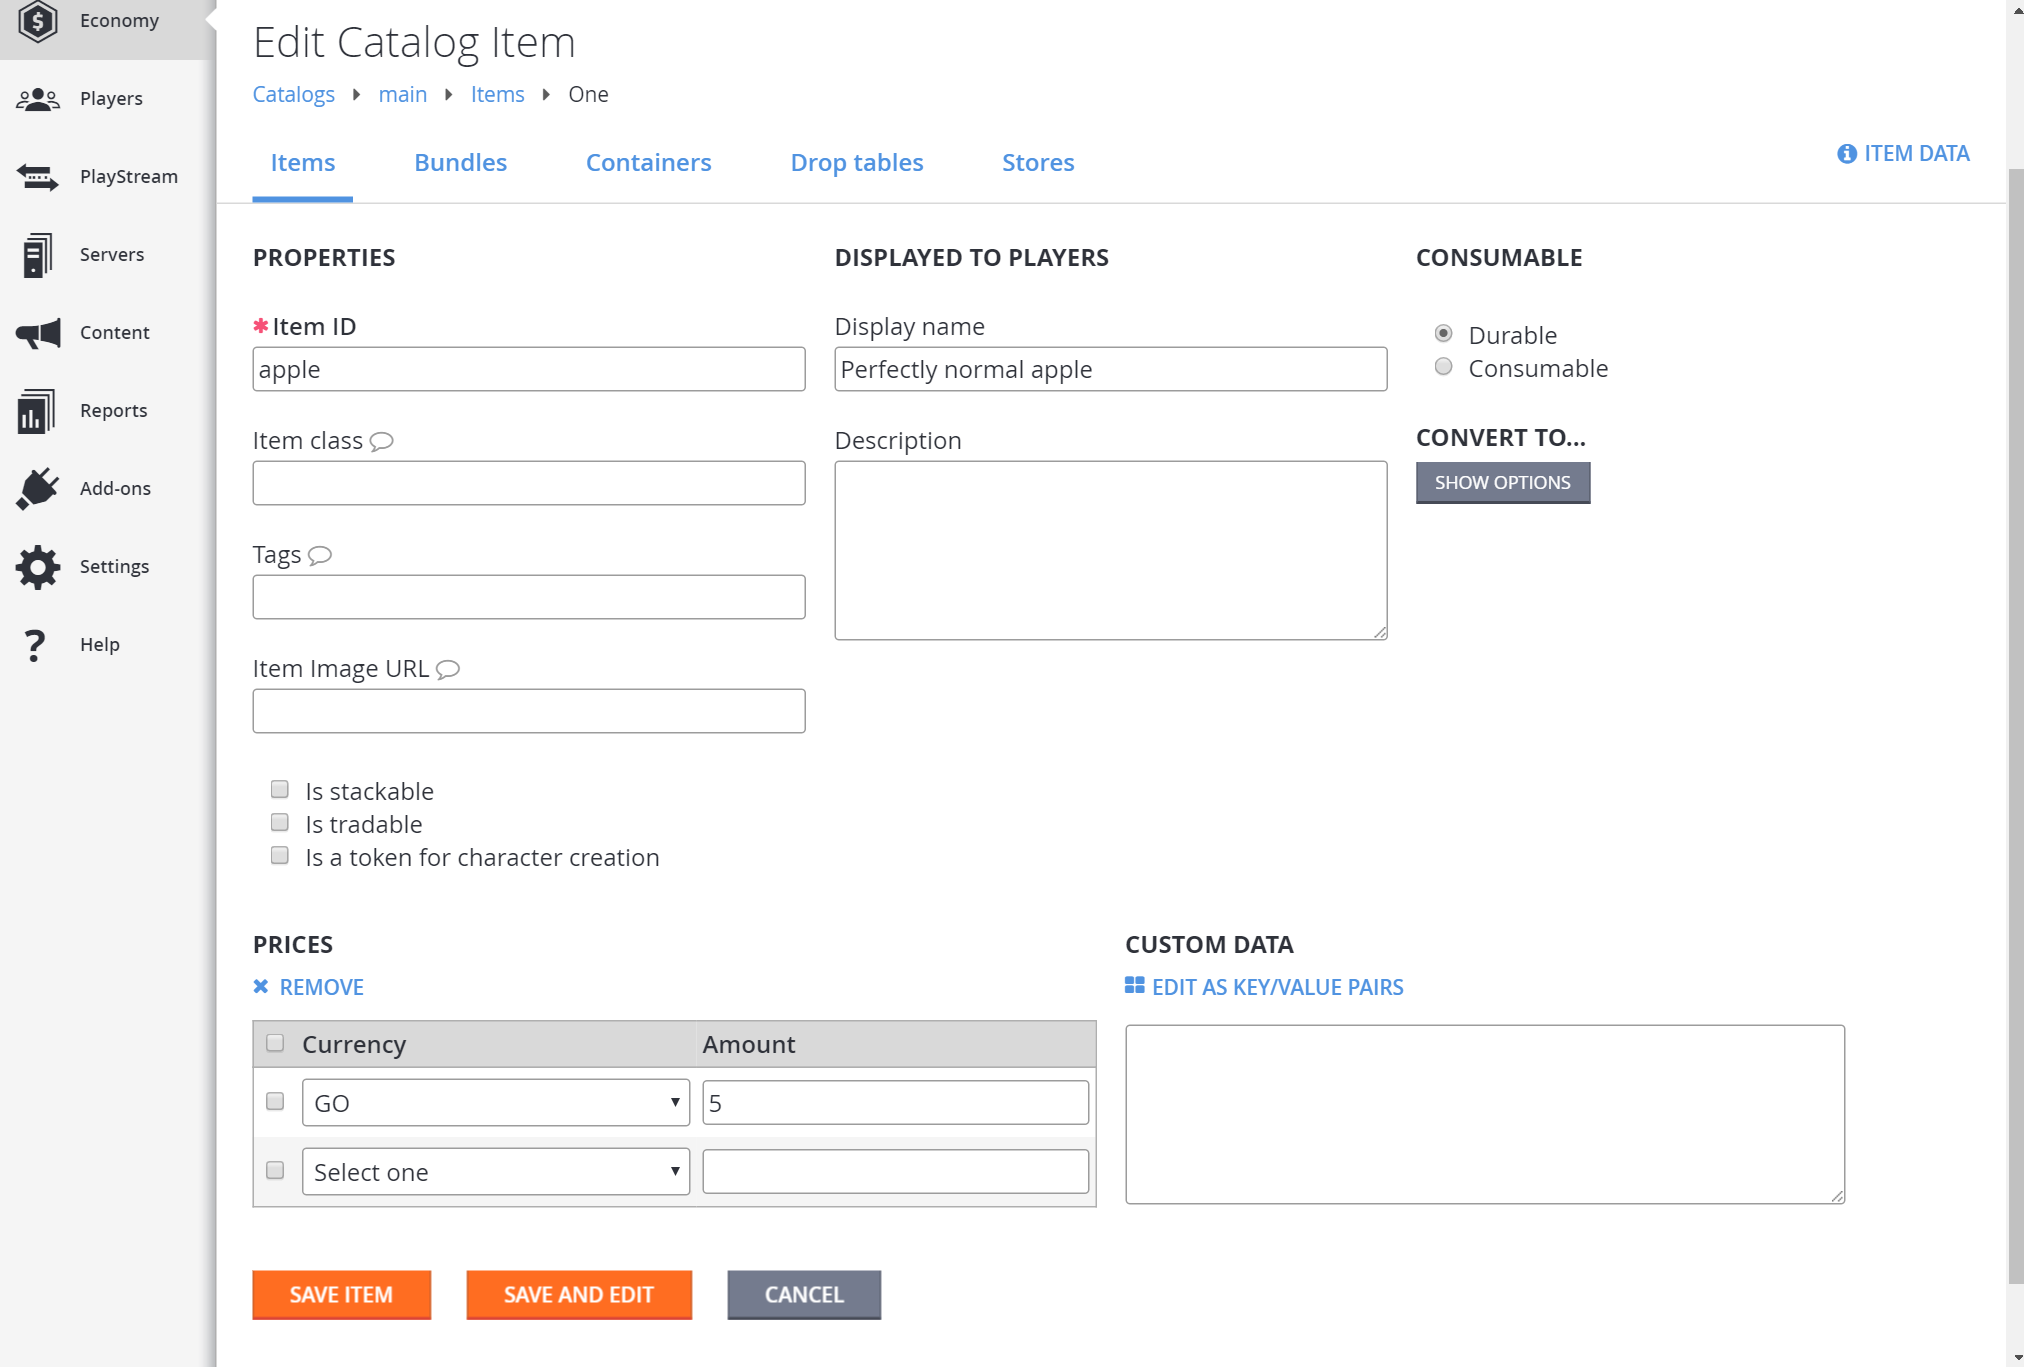 Economy
Players
PlayStream
Servers
Content
Reports
Add-ons
Settings
Help
Edit Catalog Item
Catalogs main Items One
Items Bundles Containers Drop tables Stores
ITEM DATA
PROPERTIES
*Item ID
apple
Item class
Tags
Item Image URL
Is stackable
Is tradable
Is a token for character creation
DISPLAYED TO PLAYERS
Display name
Perfectly normal apple
Description
CONSUMABLE
Durable
Consumable
CONVERT TO...
SHOW OPTIONS
PRICES
REMOVE
Currency Amount
GO 5
Select one
CUSTOM DATA
EDIT AS KEY/VALUE PAIRS
SAVE ITEM SAVE AND EDIT CANCEL